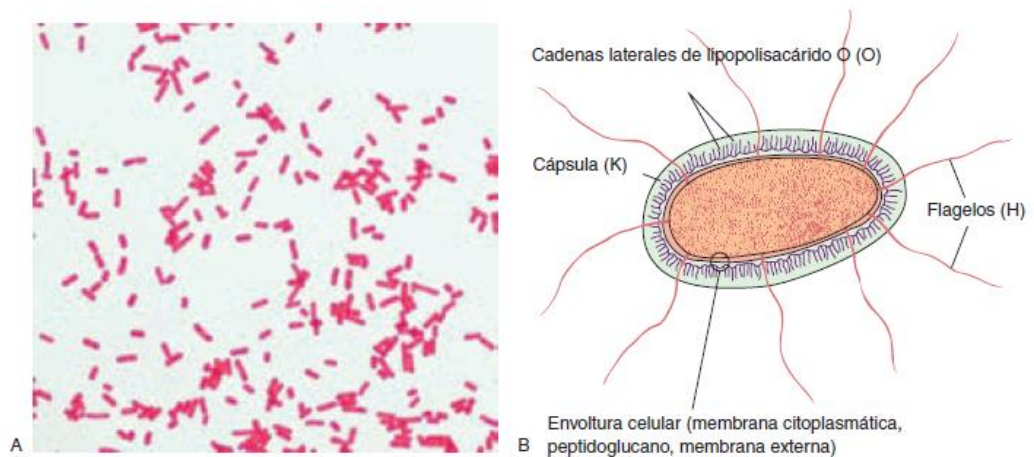 Cadenas laterales de lipopolisacárido O (O)
Cápsula (K)
Flagelos (H)
Envoltura celular (membrana citoplasmática,
peptidoglucano, membrana externa)
A
B